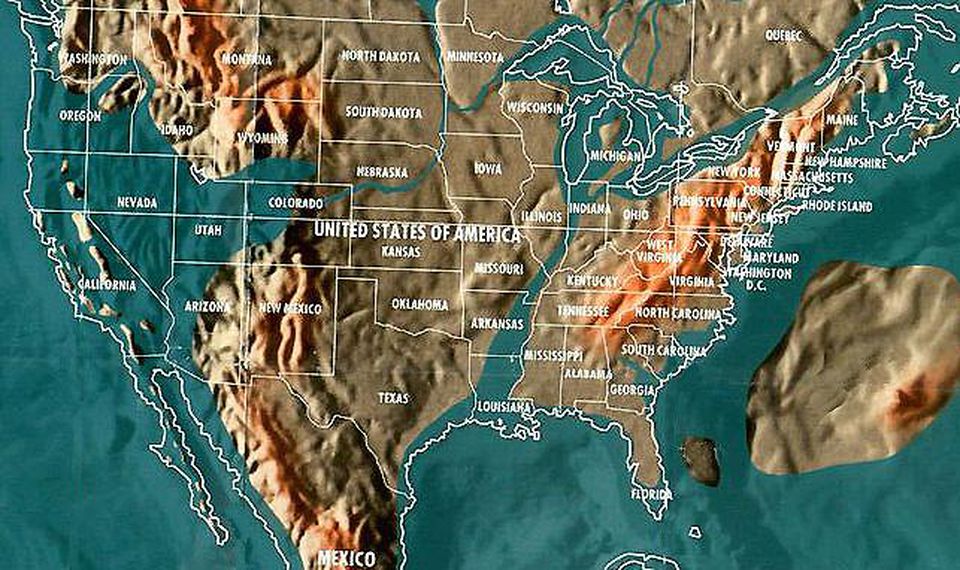 QUEBEC
WASHINGTON
MONTANA
NORTH DAKOTA
MINNESOTA
OREGON
IDAHO
WYOMING
SOUTH DAKOTA
WISCONSIN
MICHIGAN
VERMONT
MAINE
NEW HAMPSHIRE
NEW YORK
MASSACHUSETTS
CONNECTICUT
RHODE ISLAND
NEVADA
UTAH
COLORADO
NEBRASKA
IOWA
ILLINOIS
INDIANA
OHIO
PENNSYLVANIA
NEW JERSEY
UNITED STATES OF AMERICA
KANSAS
MISSOURI
WEST
VIRGINIA
DELAWARE
MARYLAND
WASHINGTON
D.C.
CALIFORNIA
ARIZONA
NEW MEXICO
OKLAHOMA
ARKANSAS
KENTUCKY
VIRGINIA
TENNESSEE
NORTH CAROLINA
SOUTH CAROLINA
MISSISSIPPI
ALABAMA
GEORGIA
TEXAS
LOUISIANA
FLORIDA
MEXICO